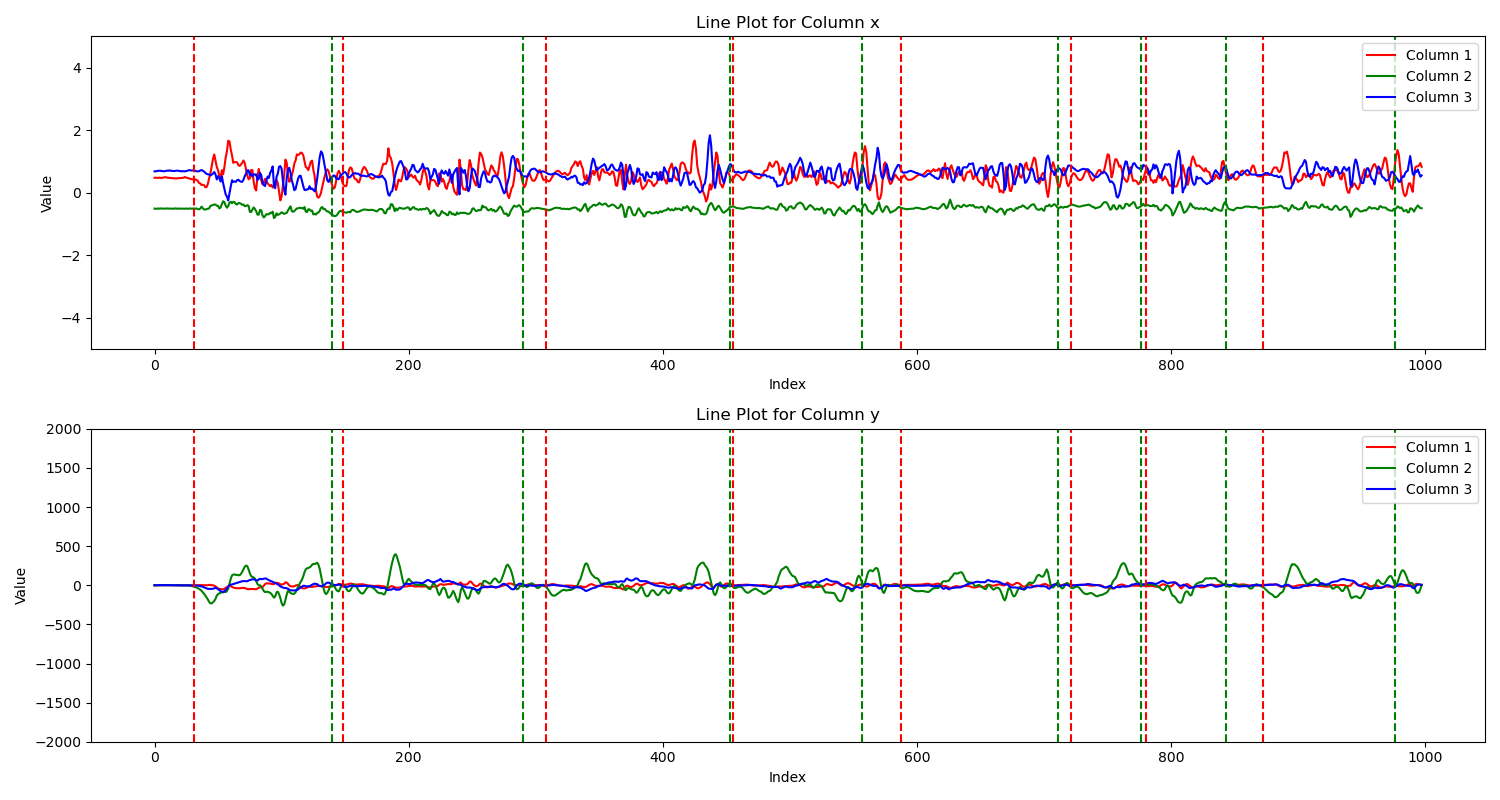 Line Plot for Column x
Value
4
2
0
−2
−4
Column 1
Column 2
Column 3
0 200 400 600 800 1000
Index
Line Plot for Column y
Value
2000
1500
1000
500
0
−500
−1000
−1500
−2000
Column 1
Column 2
Column 3
0 200 400 600 800 1000
Index